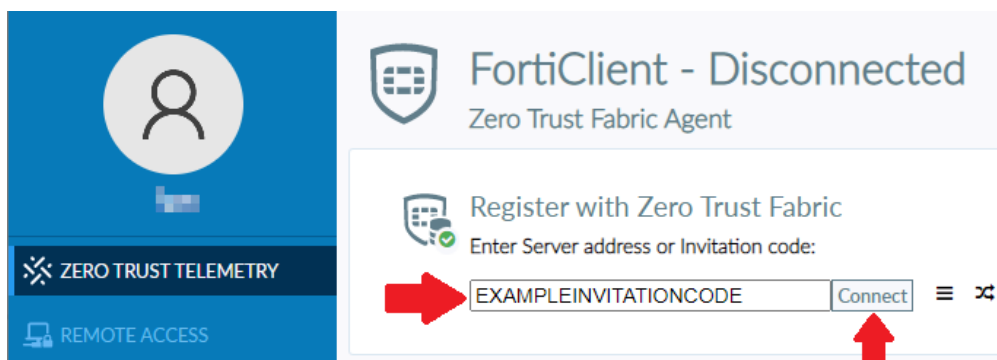 FortiClient - Disconnected
Zero Trust Fabric Agent
Register with Zero Trust Fabric
Enter Server address or Invitation code:
EXAMPLEINVITATIONCODE
Connect
ZERO TRUST TELEMETRY
REMOTE ACCESS